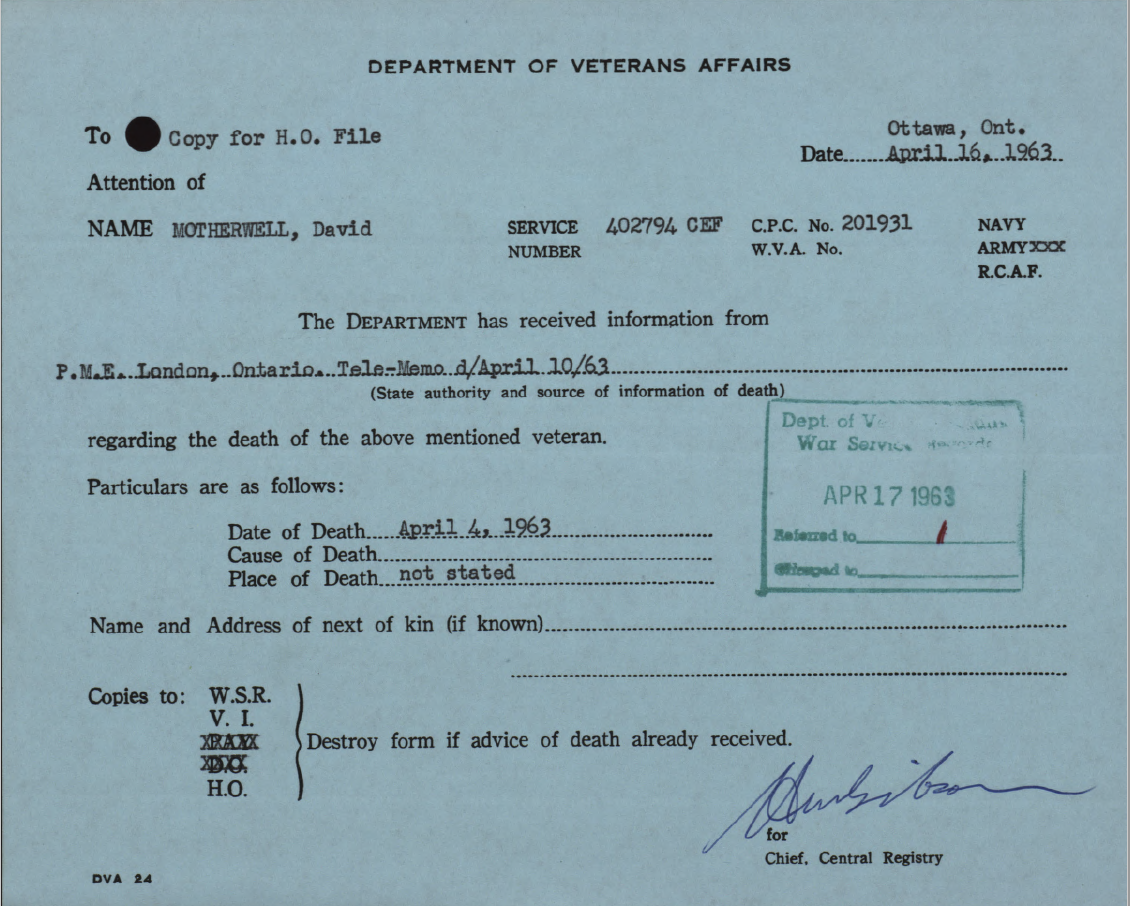 DEPARTMENT OF VETERANS AFFAIRS
To Copy for H.O. File
Ottawa, Ont.
Date April 16, 1963
Attention of
NAME MOTHERWELL, David
SERVICE NUMBER 402794 CEF
C.P.C. No. 201931
W.V.A. No.
NAVY
ARMYXXX
R.C.A.F.
The DEPARTMENT has received information from
P.M.E. London, Ontario. Tele-Memo d/April 10/63
(State authority and source of information of death)
regarding the death of the above mentioned veteran.
Dept. of
War Service Records
APR 17 1963
Referred to
Charged to
Particulars are as follows:
Date of Death April 4, 1963
Cause of Death
Place of Death not stated
Name and Address of next of kin (if known)
Copies to: W.S.R.
V. I.
D.O.
H.O.
Destroy form if advice of death already received.
for
Chief, Central Registry
DVA 24